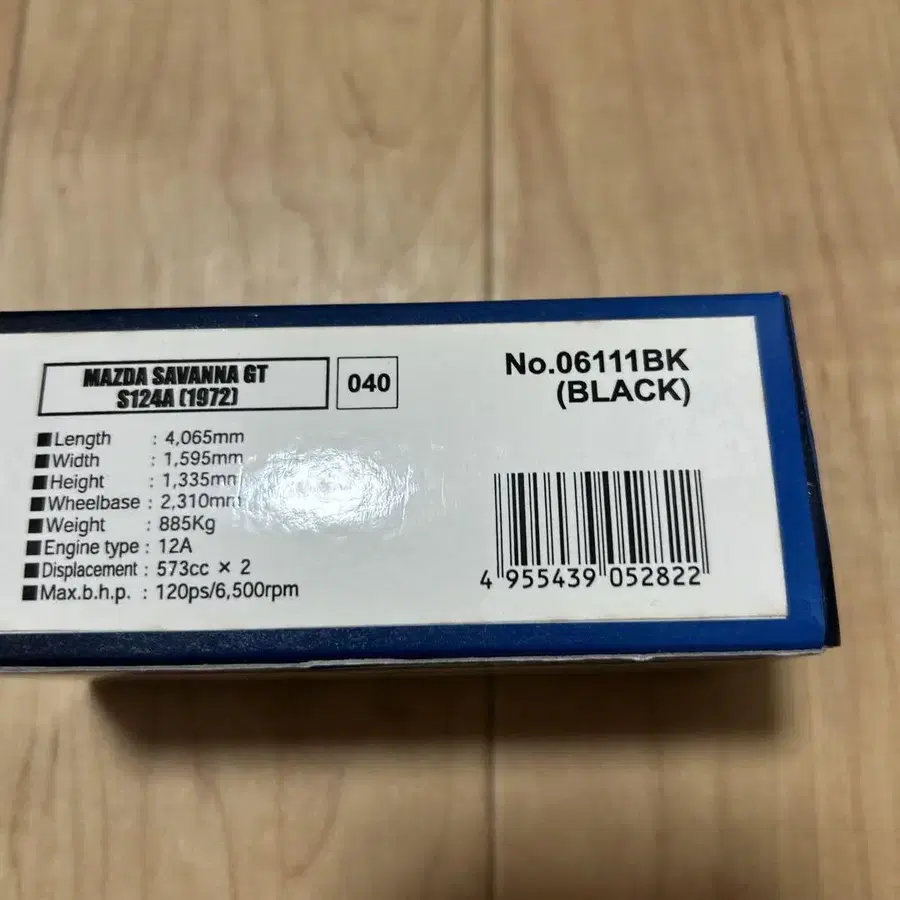 MAZDA SAVANNA GT
S124A (1972)
040
No.06111BK
(BLACK)
■Length : 4,065mm
■Width : 1,595mm
■Height : 1,335mm
■Wheelbase : 2,310mm
■Weight : 885Kg
■Engine type : 12A
■Displacement : 573cc × 2
■Max.b.h.p. : 120ps/6,500rpm
4 955439 052822